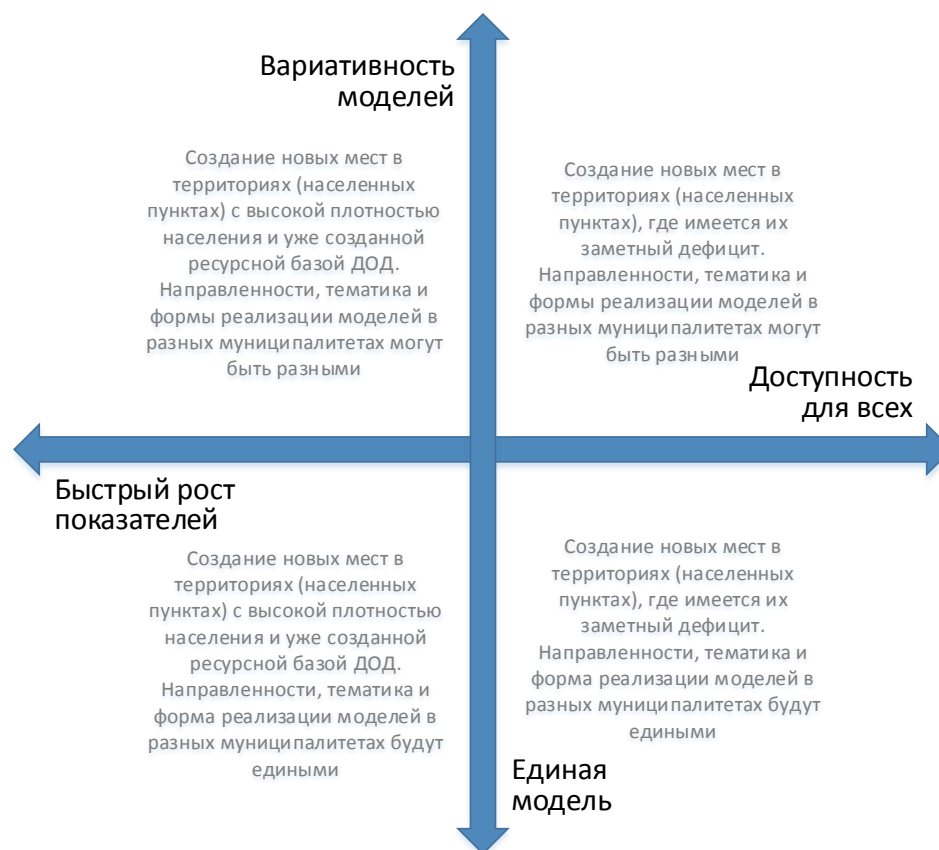 Вариативность
моделей
Создание новых мест в
территориях (населенных
пунктах) с высокой плотностью
населения и уже созданной
ресурсной базой ДОД.
Направленности, тематика и
формы реализации моделей в
разных муниципалитетах могут
быть разными
Создание новых мест в
территориях (населенных
пунктах), где имеется их
заметный дефицит.
Направленности, тематика и
формы реализации моделей в
разных муниципалитетах могут
быть разными
Доступность
для всех
Быстрый рост
показателей
Создание новых мест в
территориях (населенных
пунктах) с высокой плотностью
населения и уже созданной
ресурсной базой ДОД.
Направленности, тематика и
форма реализации моделей в
разных муниципалитетах будут
едиными
Создание новых мест в
территориях (населенных
пунктах), где имеется их
заметный дефицит.
Направленности, тематика и
форма реализации моделей в
разных муниципалитетах будут
едиными
Единая
модель